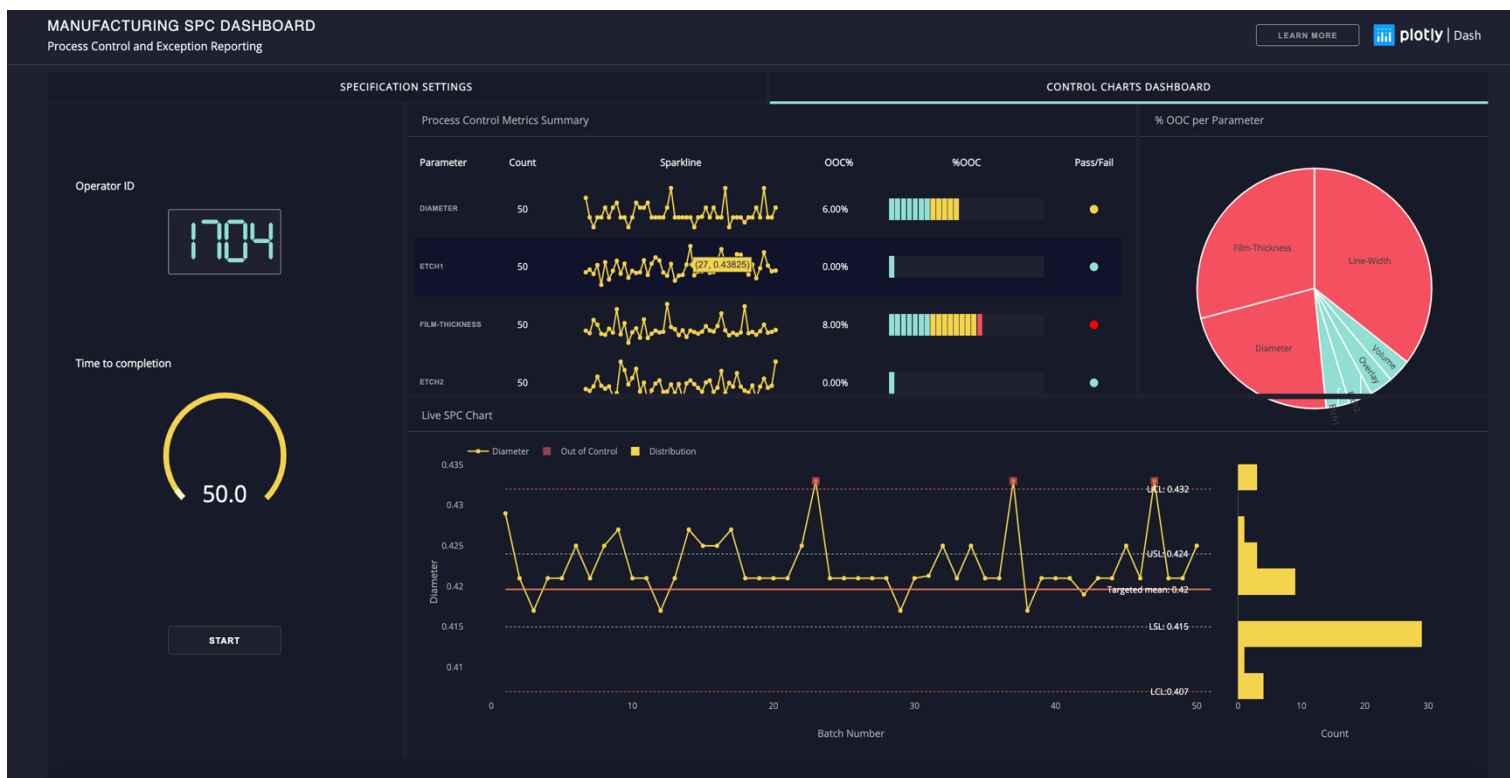 MANUFACTURING SPC DASHBOARD
Process Control and Exception Reporting
LEARN MORE
plotly | Dash
SPECIFICATION SETTINGS
CONTROL CHARTS DASHBOARD
Operator ID
1704
Time to completion
50.0
START
Process Control Metrics Summary
Parameter Count Sparkline OOC% %OOC Pass/Fail
DIAMETER 50 6.00%
ETCH1 50 (27, 0.43825) 0.00%
FILM-THICKNESS 50 8.00%
ETCH2 50 0.00%
% OOC per Parameter
Film-Thickness
Line-Width
Diameter
Volume
Overlay
Etch1
Live SPC Chart
Diameter Out of Control Distribution
0.435
0.43
0.425
0.42
0.415
0.41
Diameter
UCL: 0.432
USL: 0.424
Targeted mean: 0.42
LSL: 0.415
LCL:0.407
0 10 20 30 40 50
Batch Number
0 10 20 30
Count